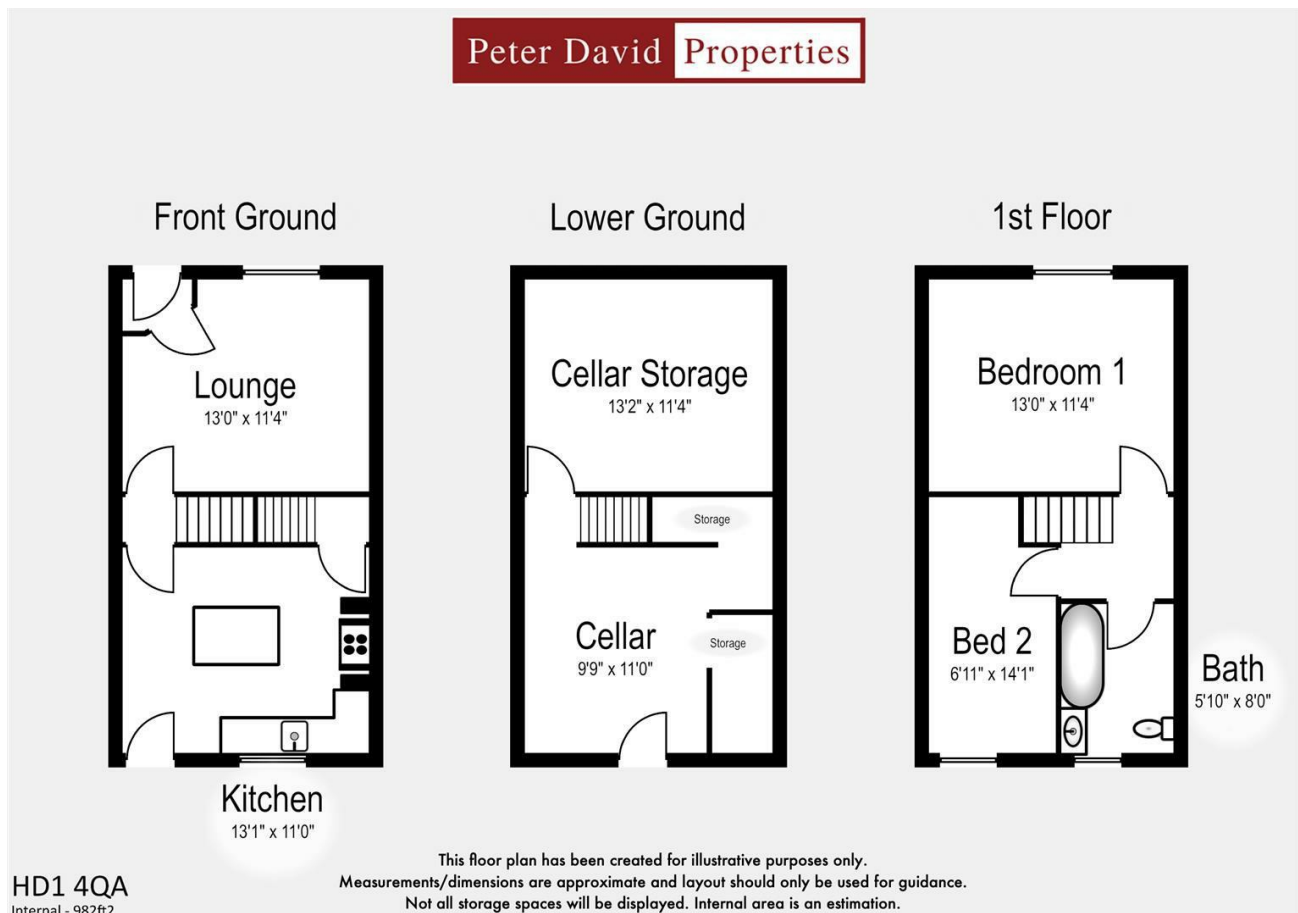 Peter David Properties
Front Ground
Lower Ground
1st Floor
Lounge
13'0" x 11'4"
Cellar Storage
13'2" x 11'4"
Bedroom 1
13'0" x 11'4"
Storage
Cellar
9'9" x 11'0"
Storage
Bed 2
6'11" x 14'1"
Bath
5'10" x 8'0"
Kitchen
13'1" x 11'0"
This floor plan has been created for illustrative purposes only.
Measurements/dimensions are approximate and layout should only be used for guidance.
Not all storage spaces will be displayed. Internal area is an estimation.
HD1 4QA
Internal - 982ft2